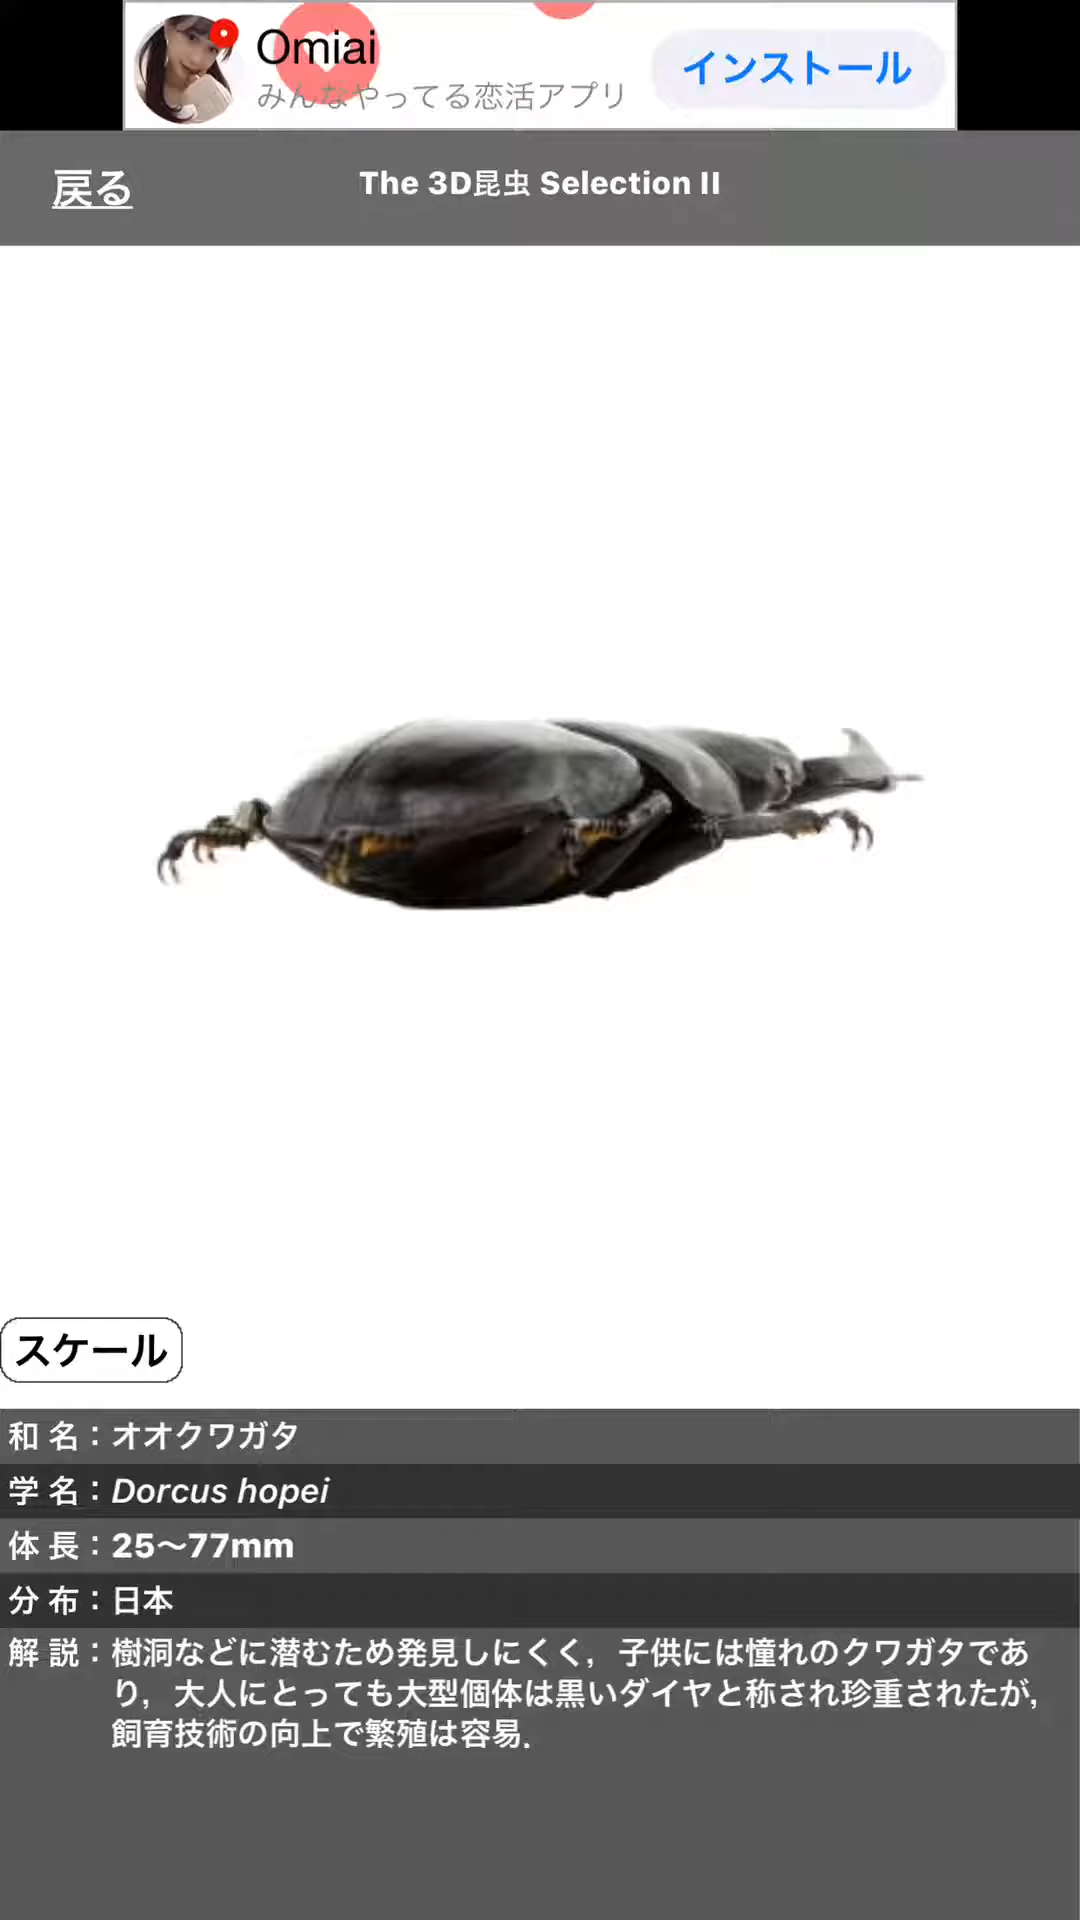 Omiai
みんなやってる恋活アプリ
インストール
戻る
The 3D昆虫 Selection II
スケール
和 名：オオクワガタ
学 名：Dorcus hopei
体 長：25〜77mm
分 布：日本
解 説：樹洞などに潜むため発見しにくく，子供には憧れのクワガタであ
り，大人にとっても大型個体は黒いダイヤと称され珍重されたが，
飼育技術の向上で繁殖は容易．